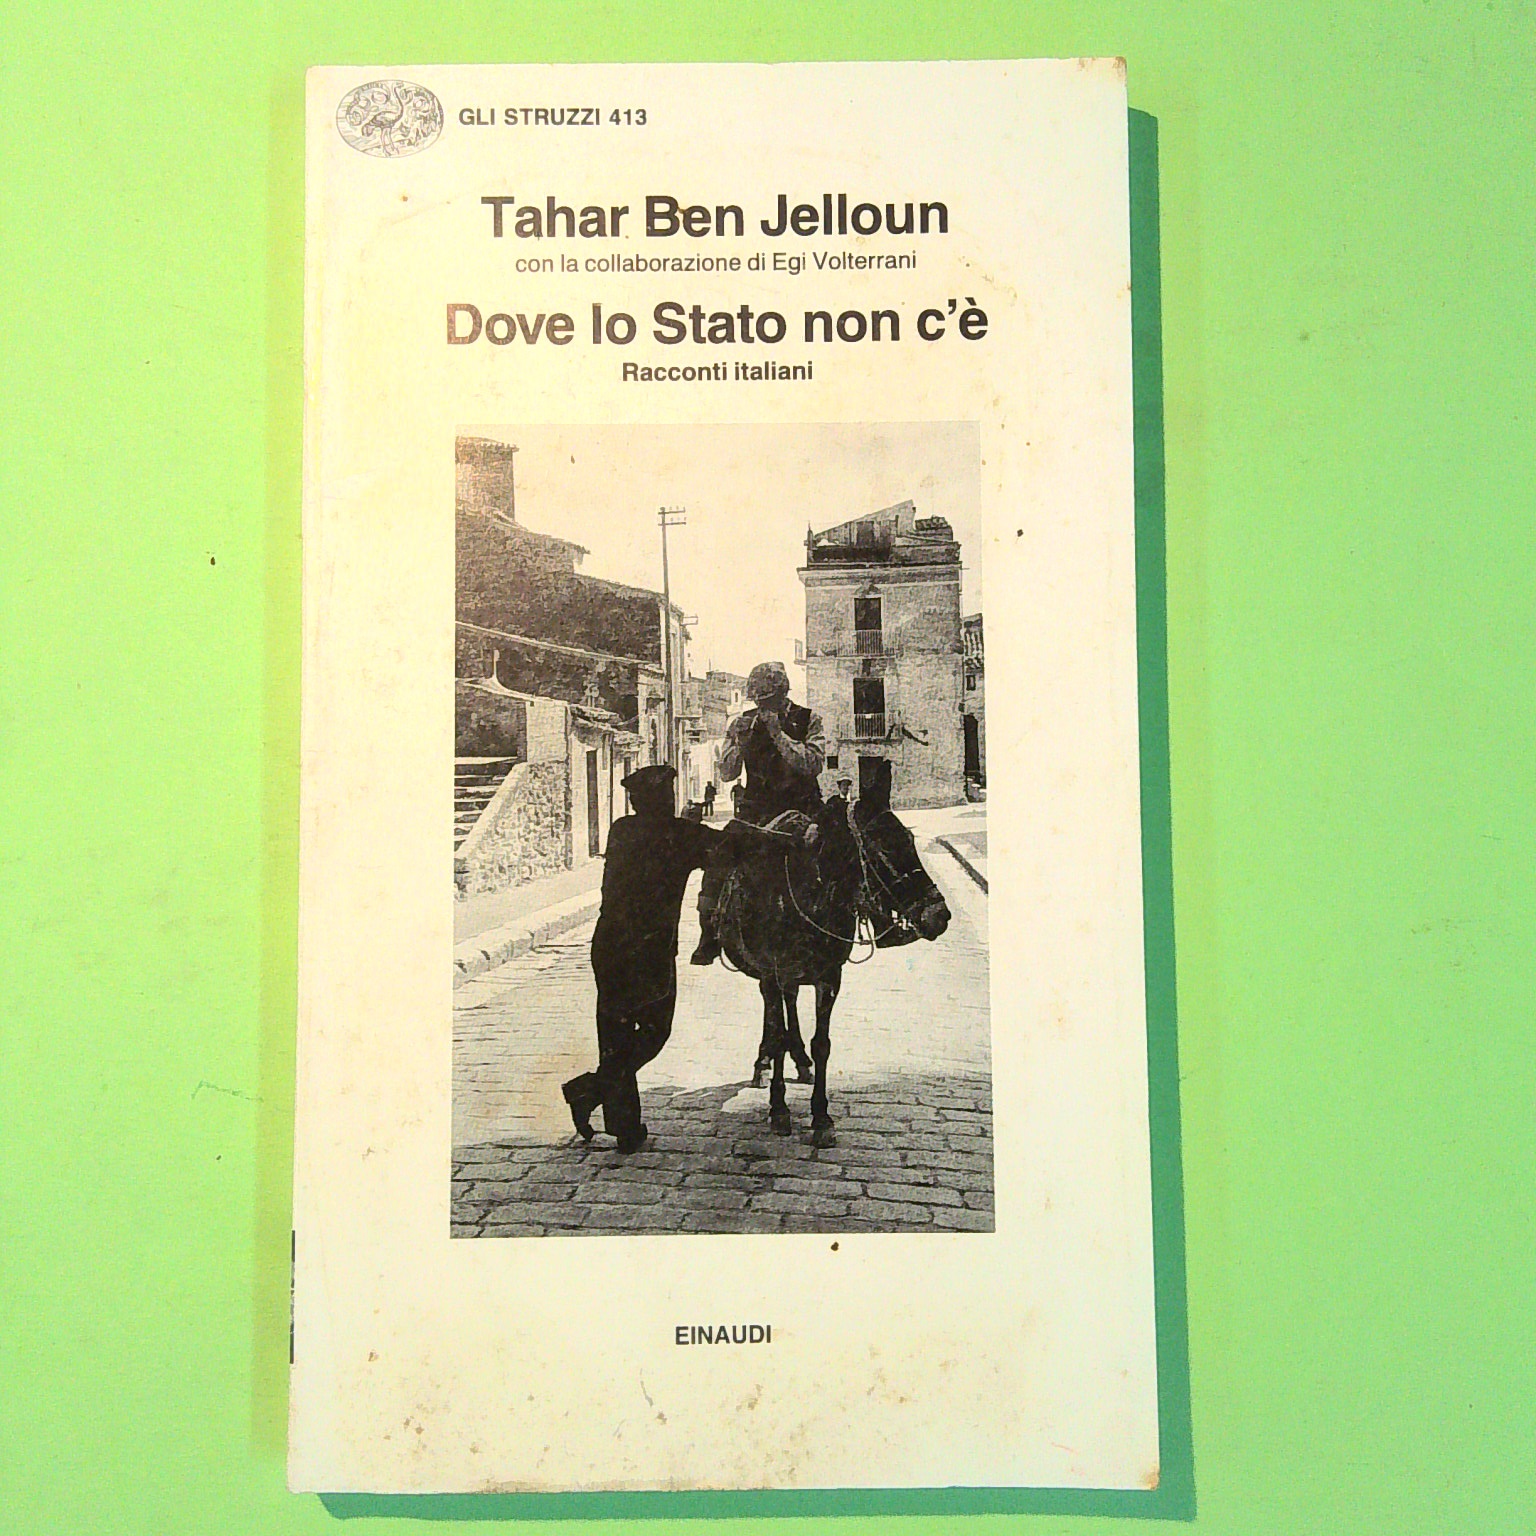 GLI STRUZZI 413
Tahar Ben Jelloun
con la collaborazione di Egi Volterrani
Dove lo Stato non c'è
Racconti italiani
EINAUDI